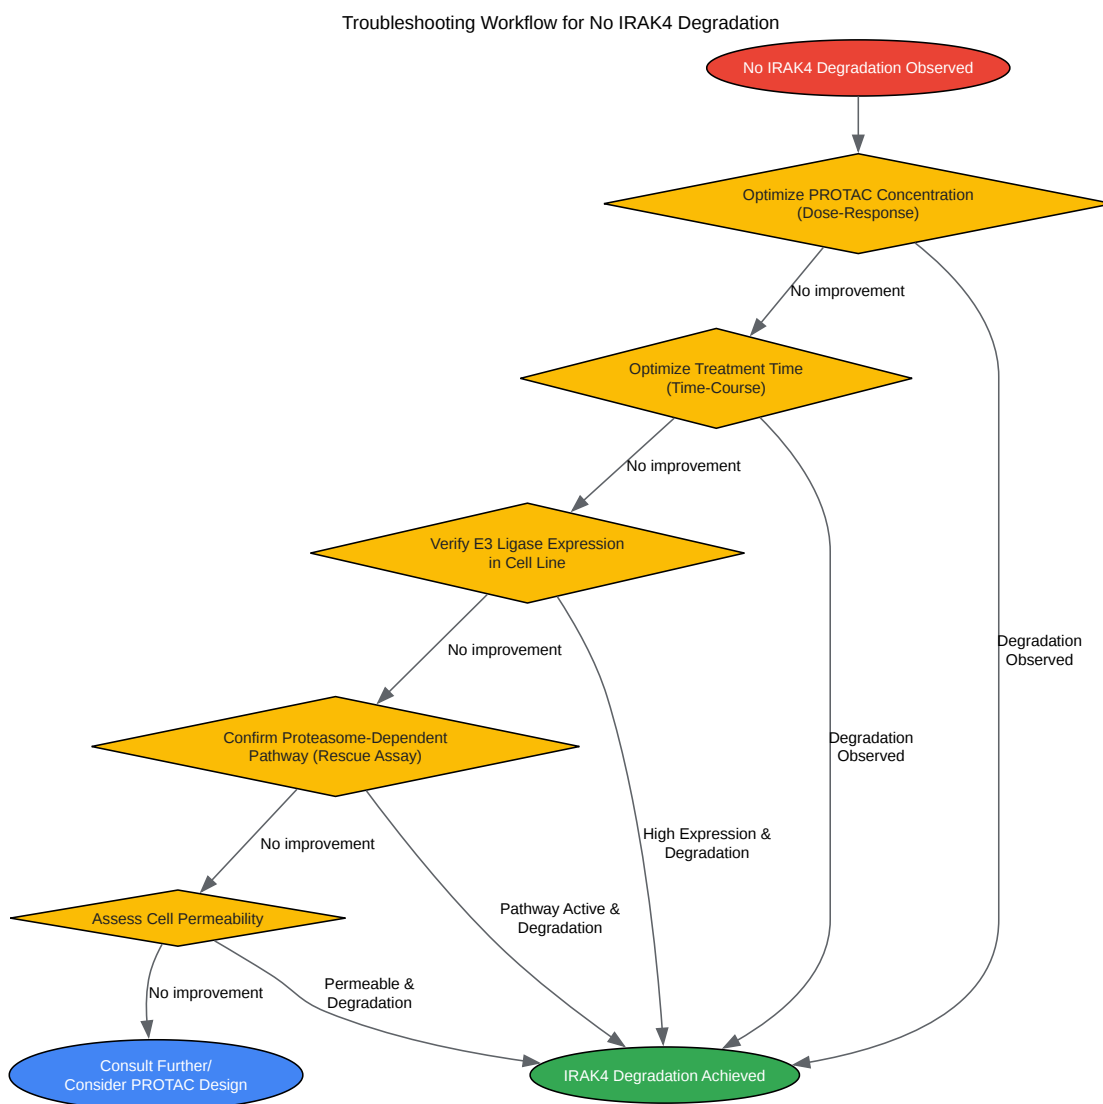 Troubleshooting Workflow for No IRAK4 Degradation
No IRAK4 Degradation Observed
Optimize PROTAC Concentration
(Dose-Response)
No improvement
Optimize Treatment Time
(Time-Course)
No improvement
Verify E3 Ligase Expression
in Cell Line
Degradation
Observed
No improvement
Confirm Proteasome-Dependent
Pathway (Rescue Assay)
Degradation
Observed
No improvement
High Expression &
Degradation
Assess Cell Permeability
Pathway Active &
Degradation
No improvement
Permeable &
Degradation
Consult Further/
Consider PROTAC Design
IRAK4 Degradation Achieved